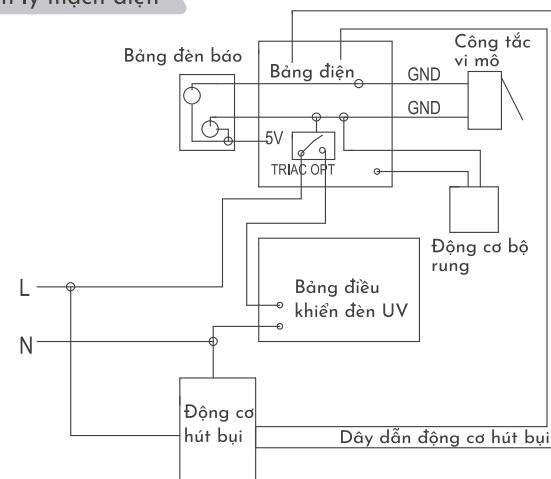 lý mạch điện
Bảng đèn báo
Bảng điện
GND
Công tắc
vi mô
GND
5V
TRIAC OPT
Động cơ bộ
rung
Bảng điều
khiển đèn UV
L
N
Động cơ
hút bụi
Dây dẫn động cơ hút bụi